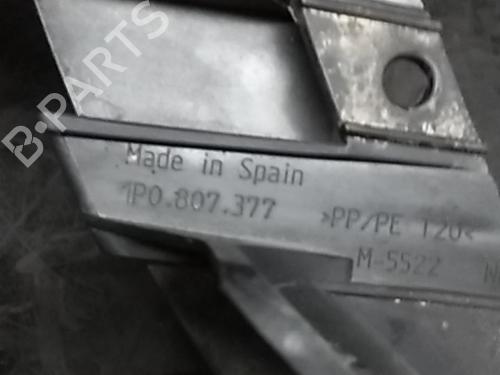 B-PARTS
Made in Spain
1P0.807.377
>PP/PE T20<
M-5522